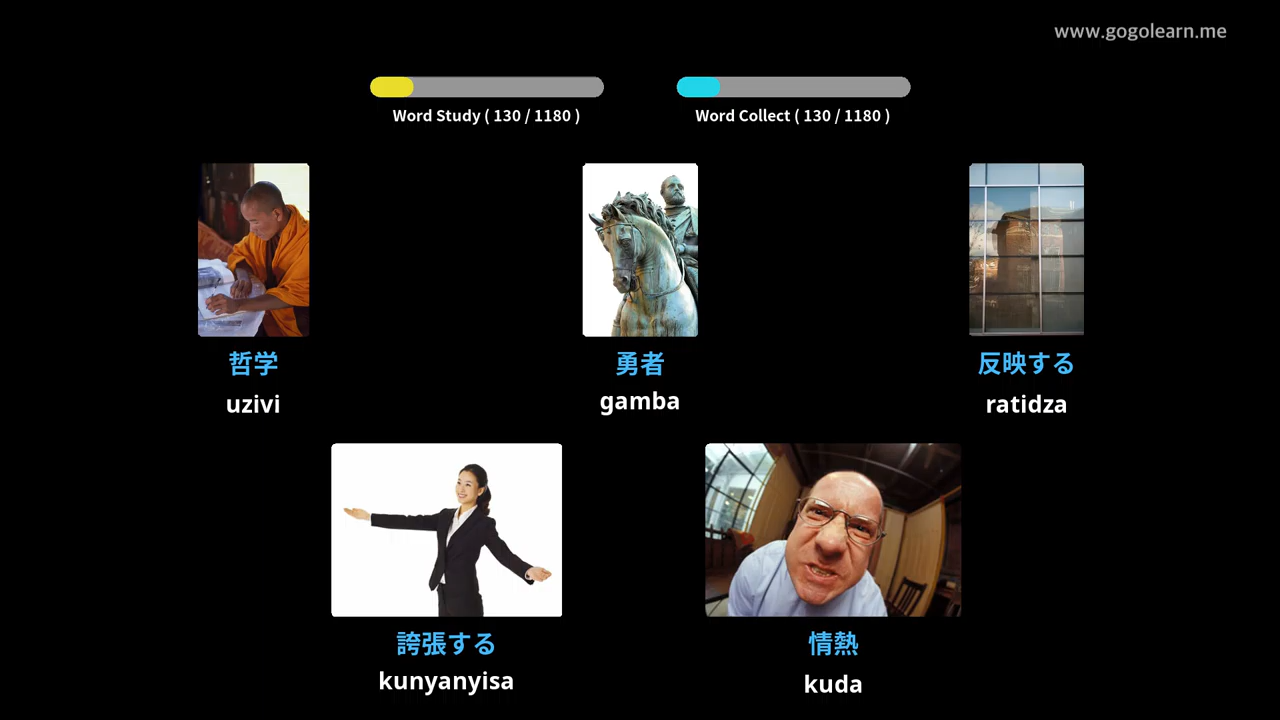 www.gogolearn.me
Word Study ( 130 / 1180 )
Word Collect ( 130 / 1180 )
哲学
uzivi
勇者
gamba
反映する
ratidza
誇張する
kunyanyisa
情熱
kuda